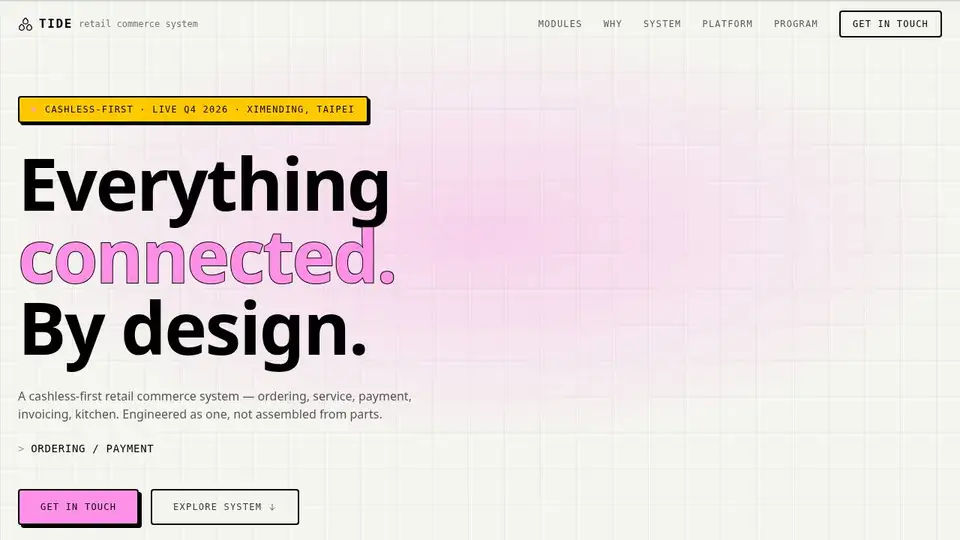 TIDE retail commerce system
MODULES WHY SYSTEM PLATFORM PROGRAM GET IN TOUCH
CASHLESS-FIRST · LIVE Q4 2026 · XIMENDING, TAIPEI
Everything
connected.
By design.
A cashless-first retail commerce system — ordering, service, payment,
invoicing, kitchen. Engineered as one, not assembled from parts.
> ORDERING / PAYMENT
GET IN TOUCH EXPLORE SYSTEM ↓